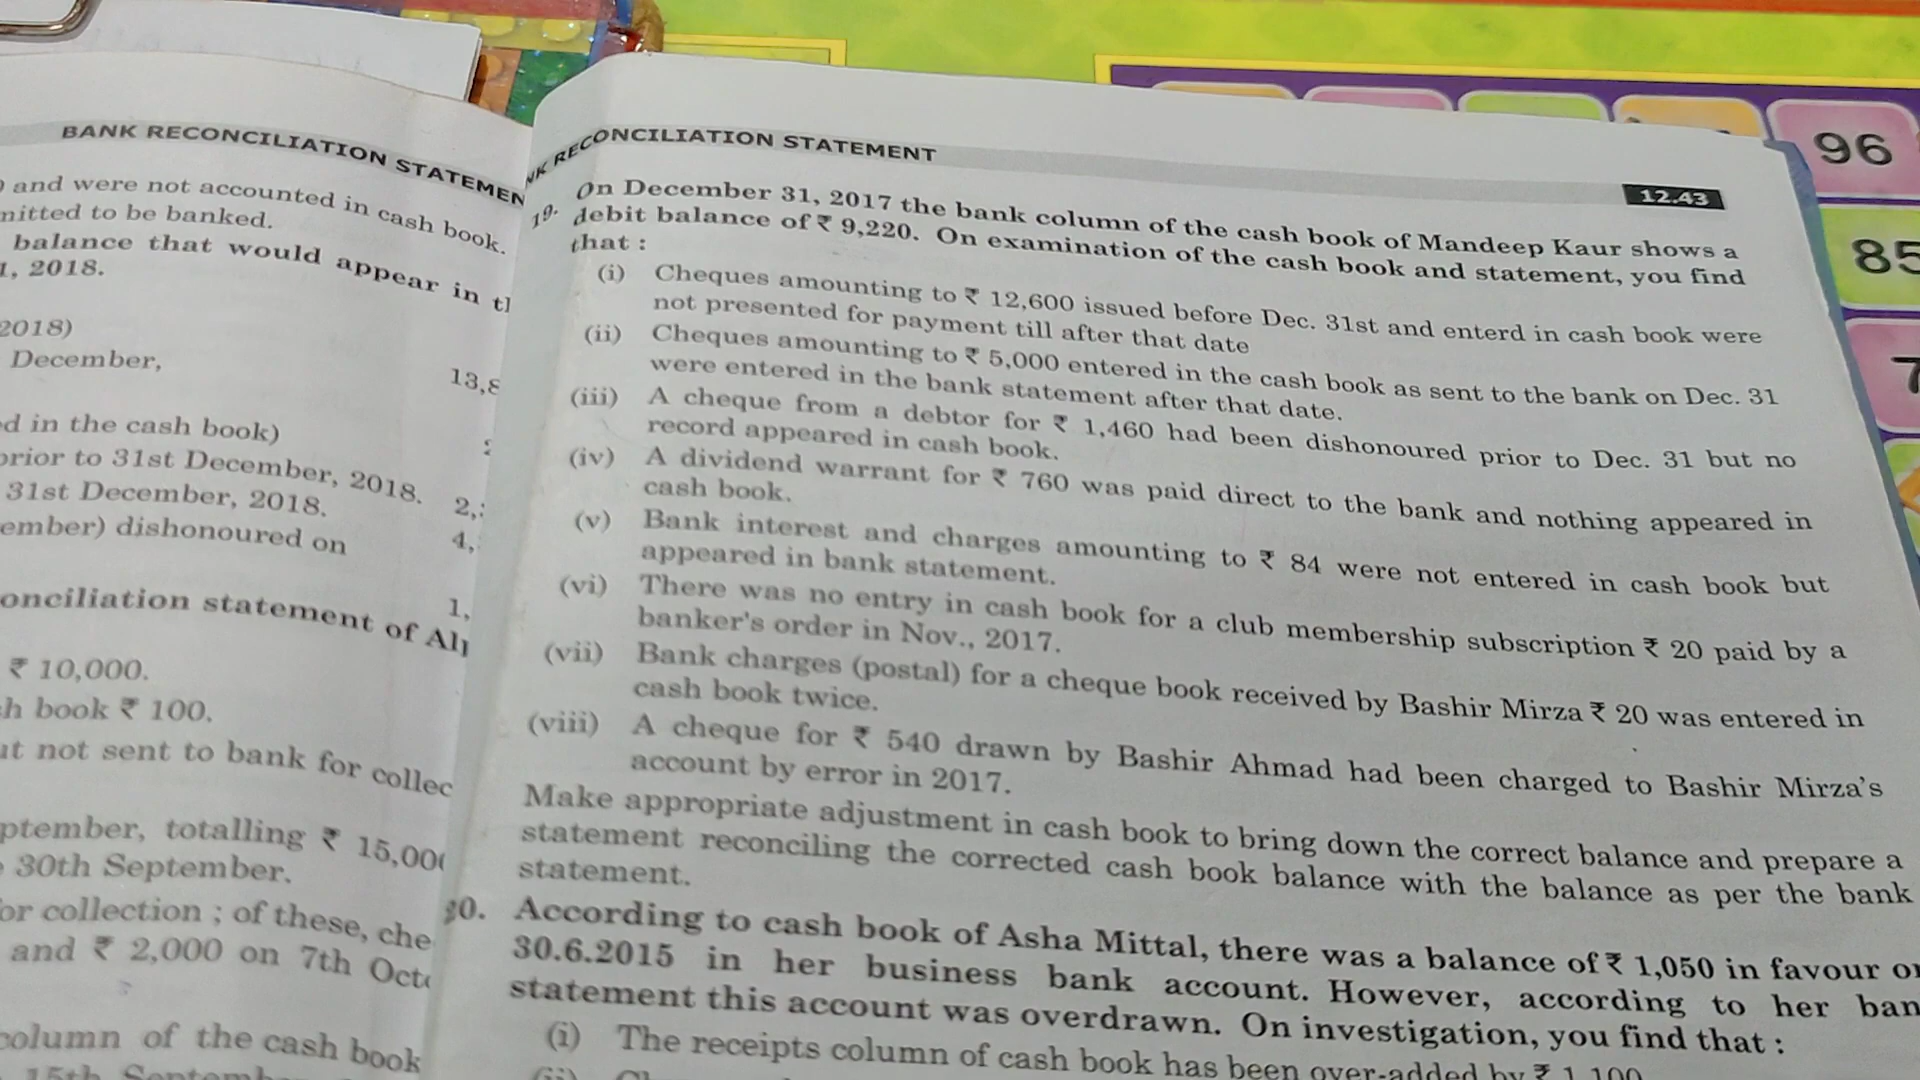 BANK RECONCILIATION STATEMEN
and were not accounted in cash book.
mitted to be banked.
balance that would appear in tl
1, 2018.
2018)
December,
13,8
d in the cash book)
prior to 31st December, 2018.
2,
31st December, 2018.
4,
ember) dishonoured on
1,
onciliation statement of Alp
₹ 10,000.
sh book ₹ 100.
ut not sent to bank for collec
ptember, totalling ₹ 15,00
30th September.
or collection ; of these, che
and ₹ 2,000 on 7th Octo
column of the cash book
15th Septemb
NK RECONCILIATION STATEMENT
12.43
19. On December 31, 2017 the bank column of the cash book of Mandeep Kaur shows a
debit balance of ₹ 9,220. On examination of the cash book and statement, you find
that :
(i) Cheques amounting to ₹ 12,600 issued before Dec. 31st and enterd in cash book were
not presented for payment till after that date
(ii) Cheques amounting to ₹ 5,000 entered in the cash book as sent to the bank on Dec. 31
were entered in the bank statement after that date.
(iii) A cheque from a debtor for ₹ 1,460 had been dishonoured prior to Dec. 31 but no
record appeared in cash book.
(iv) A dividend warrant for ₹ 760 was paid direct to the bank and nothing appeared in
cash book.
(v) Bank interest and charges amounting to ₹ 84 were not entered in cash book but
appeared in bank statement.
(vi) There was no entry in cash book for a club membership subscription ₹ 20 paid by a
banker's order in Nov., 2017.
(vii) Bank charges (postal) for a cheque book received by Bashir Mirza ₹ 20 was entered in
cash book twice.
(viii) A cheque for ₹ 540 drawn by Bashir Ahmad had been charged to Bashir Mirza's
account by error in 2017.
Make appropriate adjustment in cash book to bring down the correct balance and prepare a
statement reconciling the corrected cash book balance with the balance as per the bank
statement.
0. According to cash book of Asha Mittal, there was a balance of ₹ 1,050 in favour o
30.6.2015 in her business bank account. However, according to her ban
statement this account was overdrawn. On investigation, you find that :
(i) The receipts column of cash book has been over-added by ₹ 1,100
96
85
7